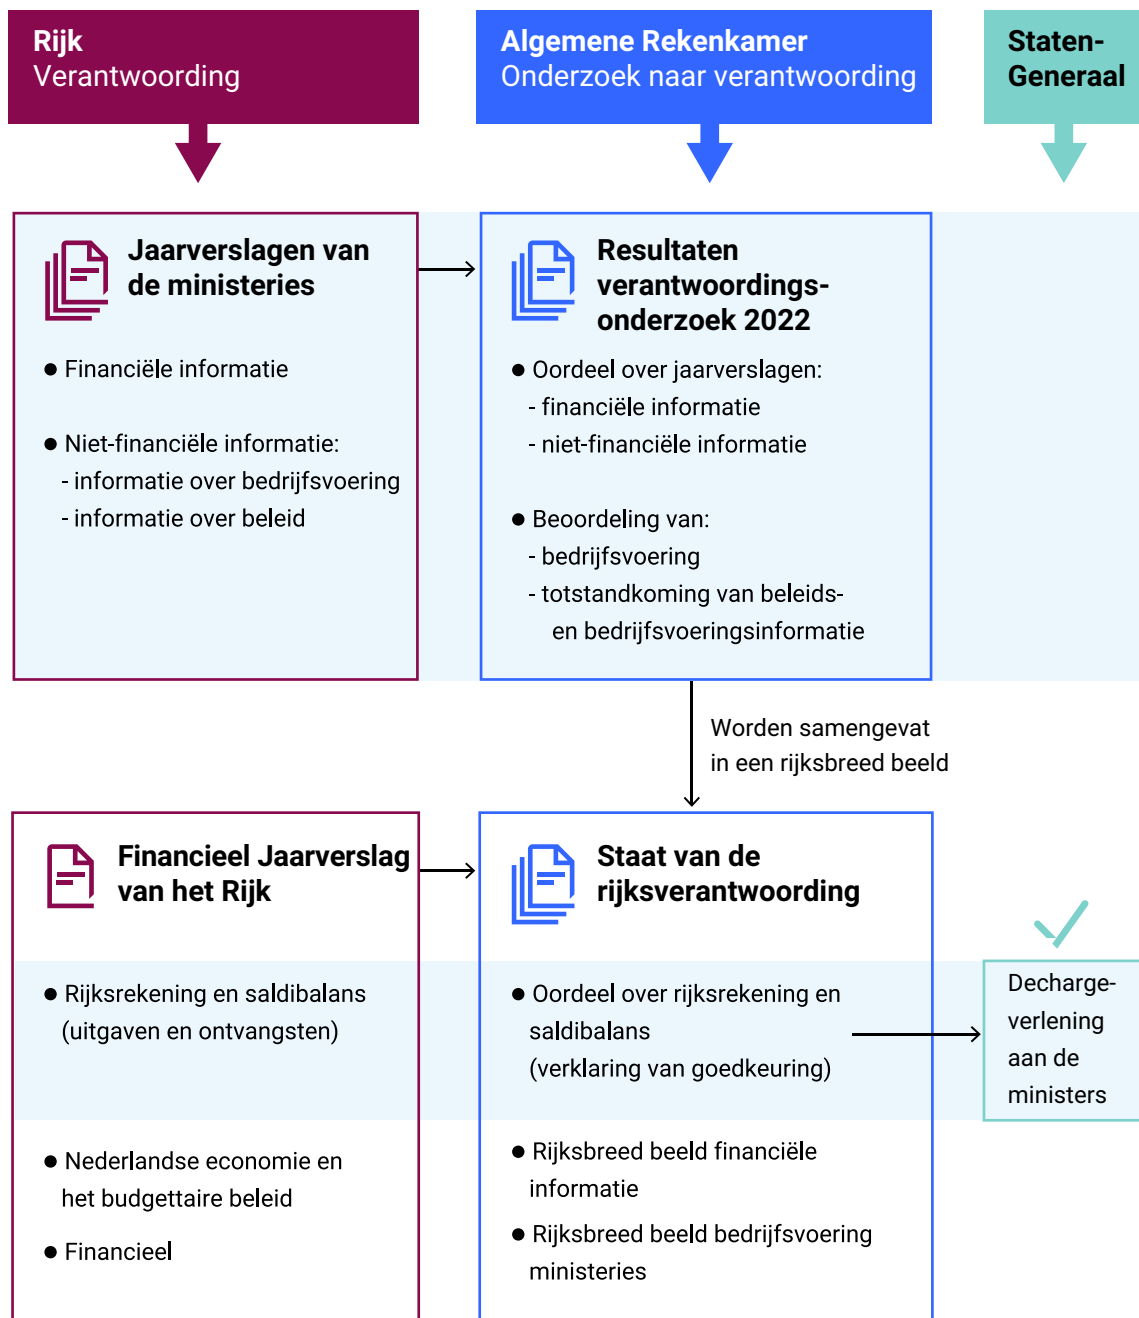 Rijk
Verantwoording
Algemene Rekenkamer
Onderzoek naar verantwoording
Staten-
Generaal
Jaarverslagen van
de ministeries
● Financiële informatie
● Niet-financiële informatie:
- informatie over bedrijfsvoering
- informatie over beleid
Resultaten
verantwoordings-
onderzoek 2022
● Oordeel over jaarverslagen:
- financiële informatie
- niet-financiële informatie
● Beoordeling van:
- bedrijfsvoering
- totstandkoming van beleids-
en bedrijfsvoeringsinformatie
Worden samengevat
in een rijksbreed beeld
Financieel Jaarverslag
van het Rijk
● Rijksrekening en saldibalans
(uitgaven en ontvangsten)
● Nederlandse economie en
het budgettaire beleid
● Financieel
Staat van de
rijksverantwoording
● Oordeel over rijksrekening en
saldibalans
(verklaring van goedkeuring)
● Rijksbreed beeld financiële
informatie
● Rijksbreed beeld bedrijfsvoering
ministeries
Decharge-
verlening
aan de
ministers